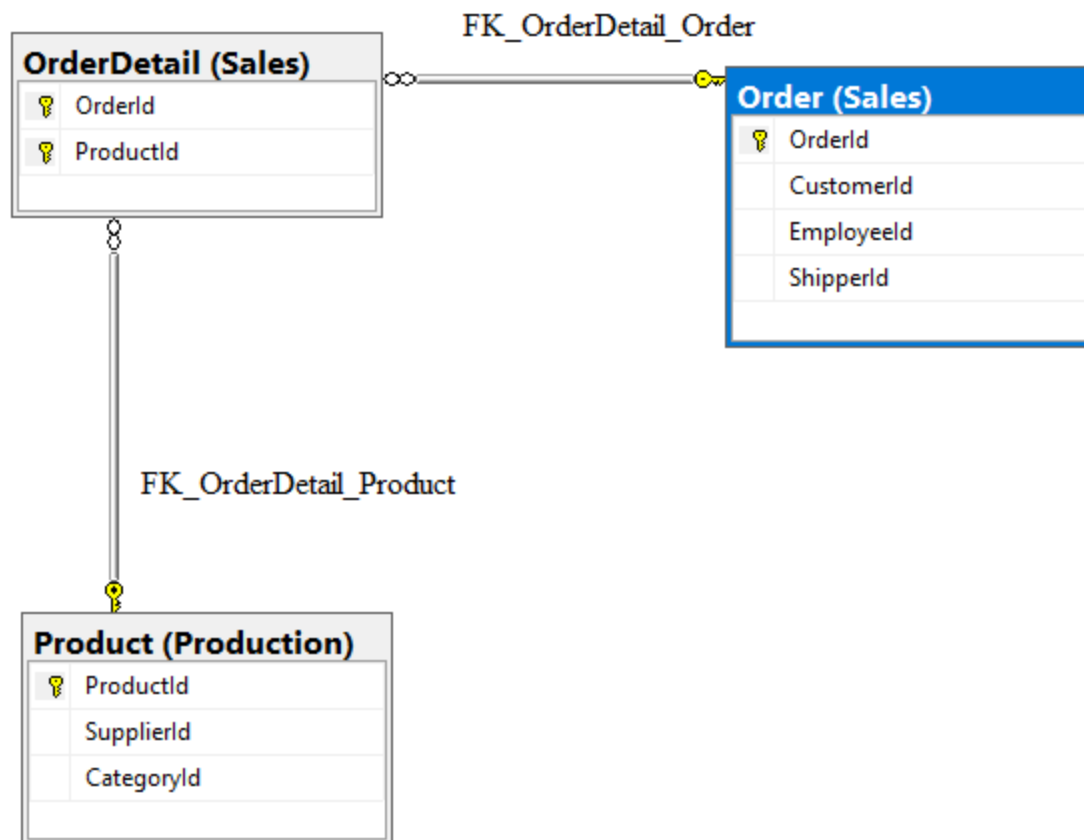 FK_OrderDetail_Order
OrderDetail (Sales)
OrderId
ProductId
Order (Sales)
OrderId
CustomerId
EmployeeId
ShipperId
FK_OrderDetail_Product
Product (Production)
ProductId
SupplierId
CategoryId